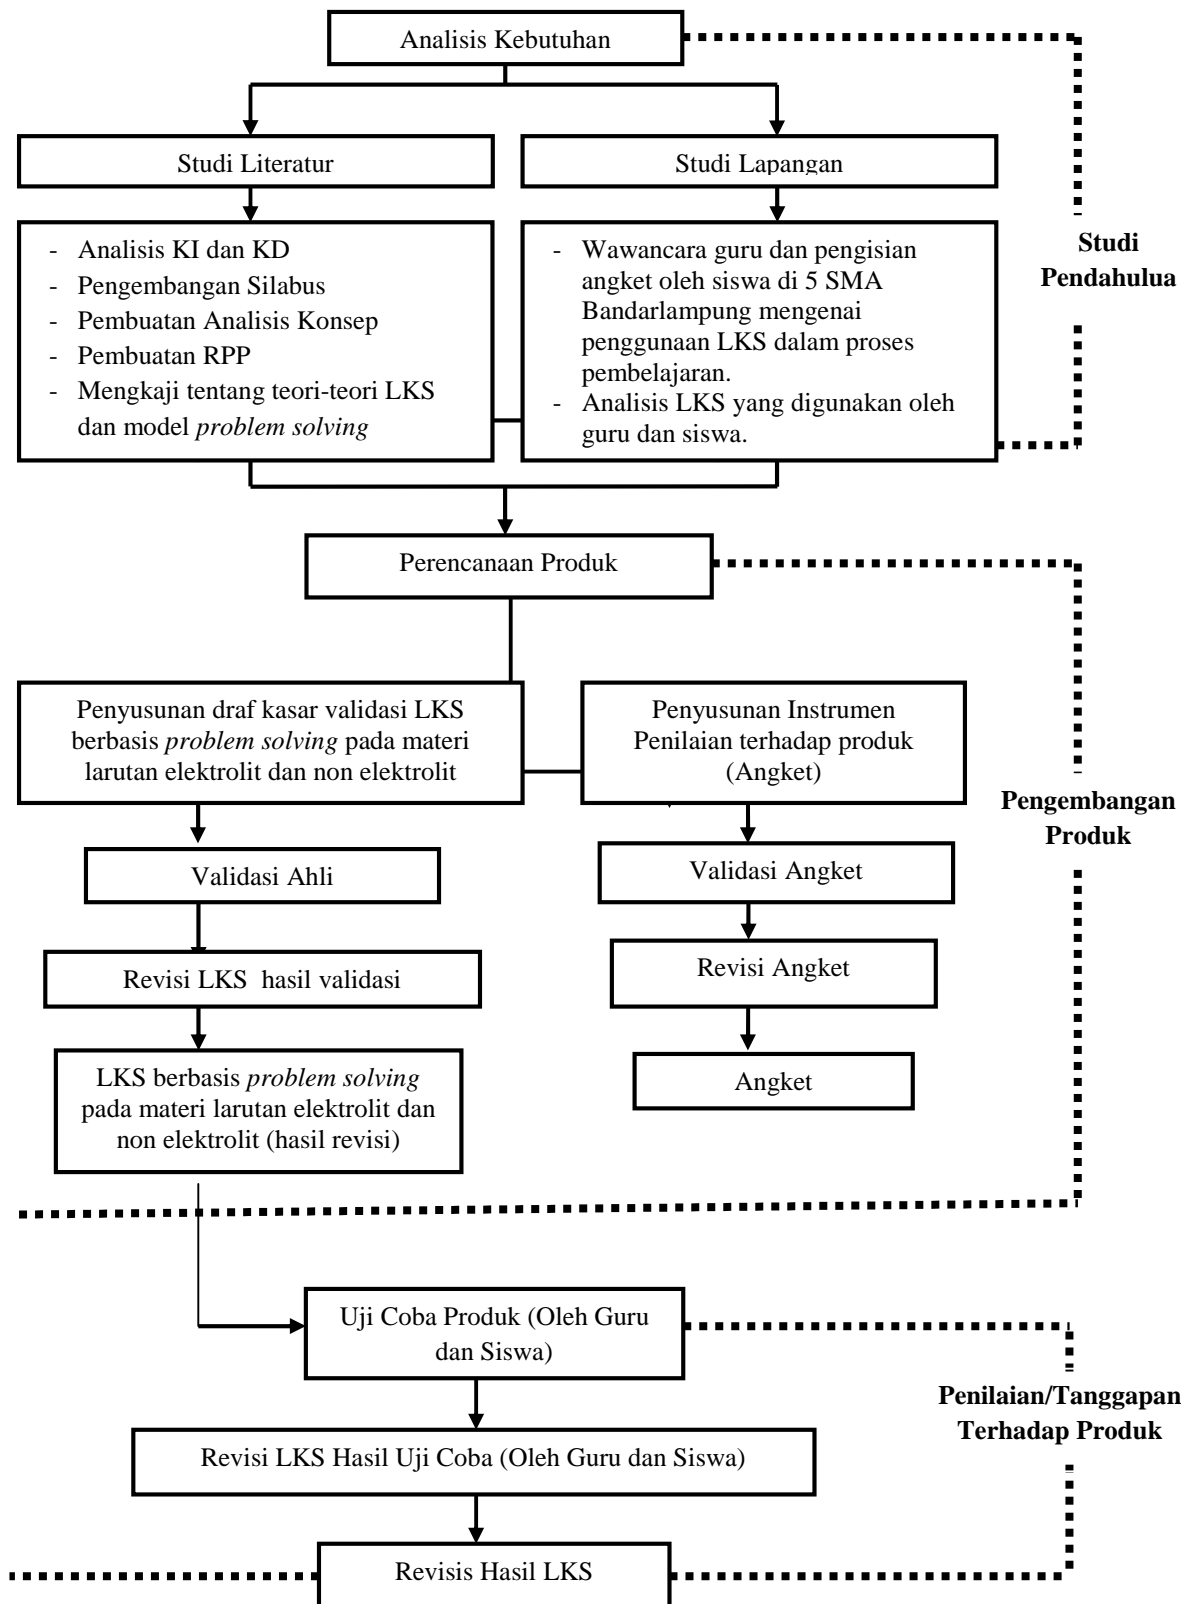 Analisis Kebutuhan
Studi Literatur
Studi Lapangan
- Analisis KI dan KD
- Pengembangan Silabus
- Pembuatan Analisis Konsep
- Pembuatan RPP
- Mengkaji tentang teori-teori LKS
dan model problem solving
- Wawancara guru dan pengisian
angket oleh siswa di 5 SMA
Bandarlampung mengenai
penggunaan LKS dalam proses
pembelajaran.
- Analisis LKS yang digunakan oleh
guru dan siswa.
Studi
Pendahulua
Perencanaan Produk
Penyusunan draf kasar validasi LKS
berbasis problem solving pada materi
larutan elektrolit dan non elektrolit
Penyusunan Instrumen
Penilaian terhadap produk
(Angket)
Pengembangan
Produk
Validasi Ahli
Validasi Angket
Revisi LKS  hasil validasi
Revisi Angket
LKS berbasis problem solving
pada materi larutan elektrolit dan
non elektrolit (hasil revisi)
Angket
Uji Coba Produk (Oleh Guru
dan Siswa)
Penilaian/Tanggapan
Terhadap Produk
Revisi LKS Hasil Uji Coba (Oleh Guru dan Siswa)
Revisis Hasil LKS